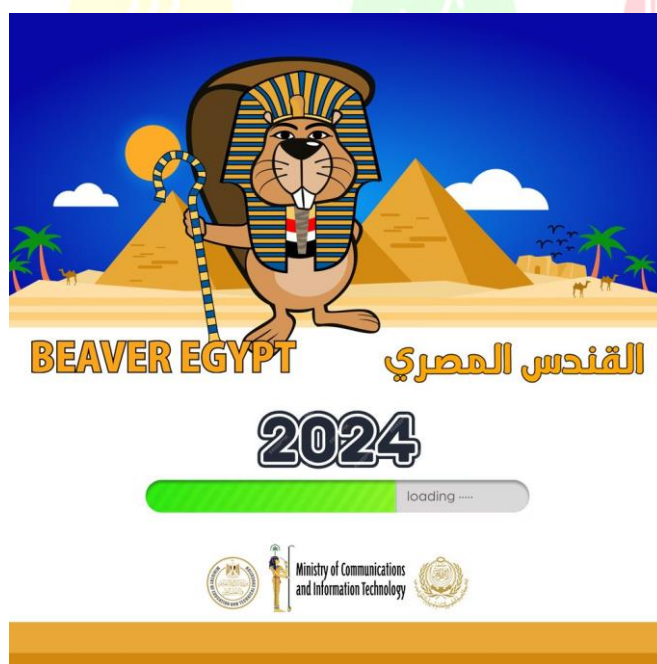 BEAVER EGYPT
القندس المصري
2024
loading .....
Ministry of Communications
and Information Technology